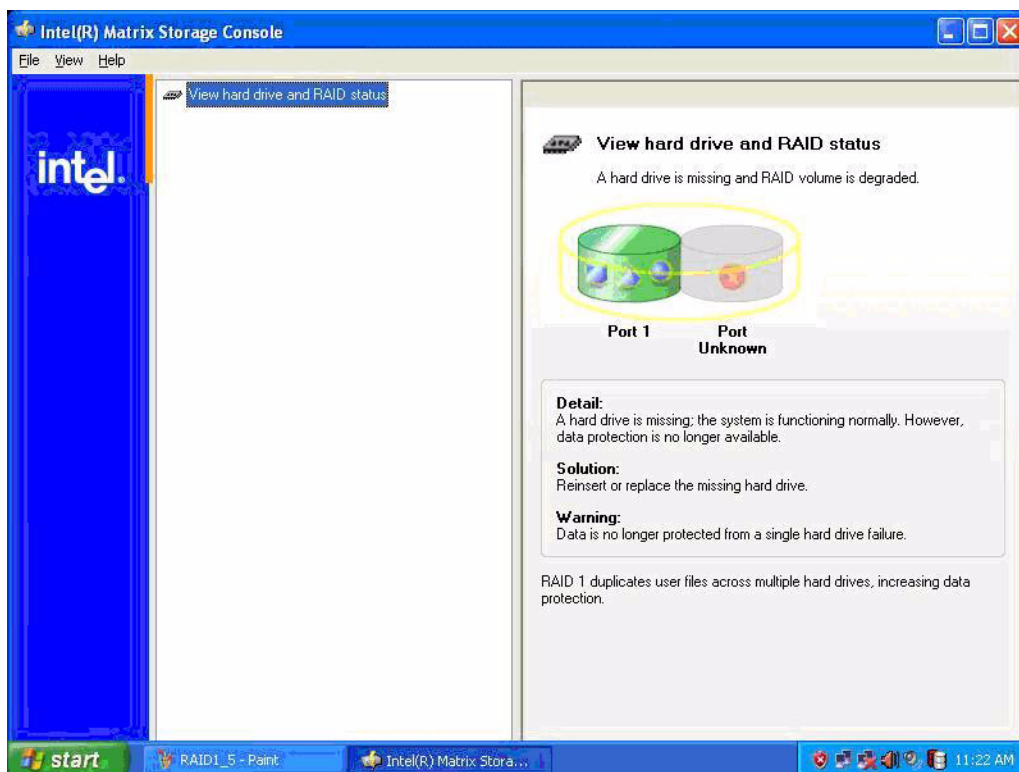 Intel(R) Matrix Storage Console
File View Help
intel.
View hard drive and RAID status
View hard drive and RAID status
A hard drive is missing and RAID volume is degraded.
Port 1
Port
Unknown
Detail:
A hard drive is missing; the system is functioning normally. However,
data protection is no longer available.
Solution:
Reinsert or replace the missing hard drive.
Warning:
Data is no longer protected from a single hard drive failure.
RAID 1 duplicates user files across multiple hard drives, increasing data
protection.
start
RAID1_5 - Paint
Intel(R) Matrix Stora...
11:22 AM